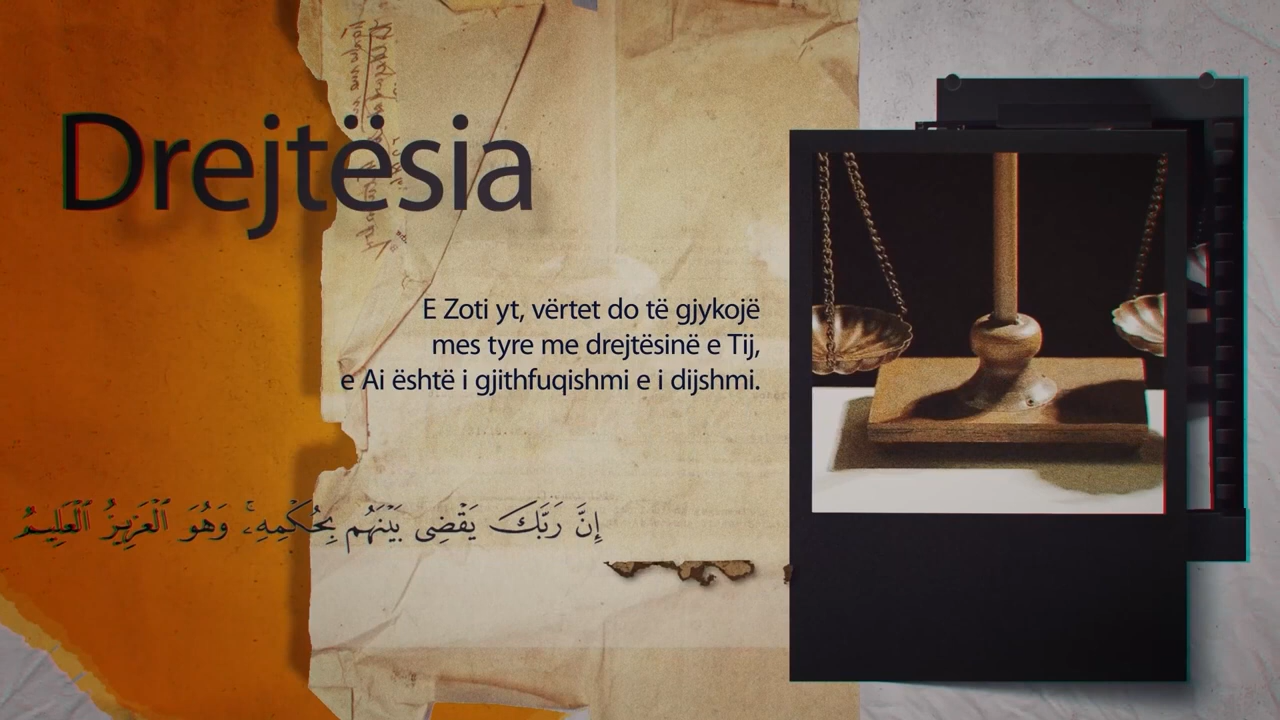 Drejtësia
E Zoti yt, vërtet do të gjykojë
mes tyre me drejtësinë e Tij,
e Ai është i gjithfuqishmi e i dijshmi.
إِنَّ رَبَّكَ يَقْضِى بَيْنَهُم بِحُكْمِهِۦ ۚ وَهُوَ ٱلْعَزِيزُ ٱلْعَلِيمُ